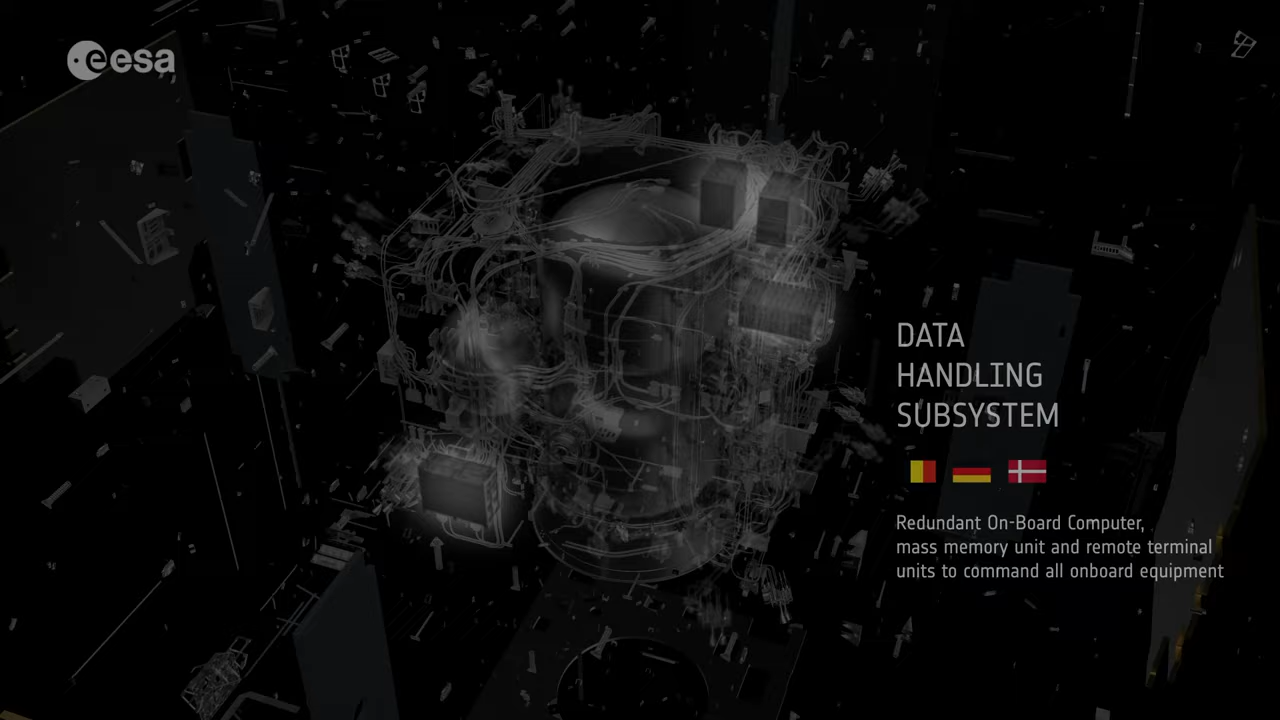 esa
DATA
HANDLING
SUBSYSTEM
Redundant On-Board Computer,
mass memory unit and remote terminal
units to command all onboard equipment